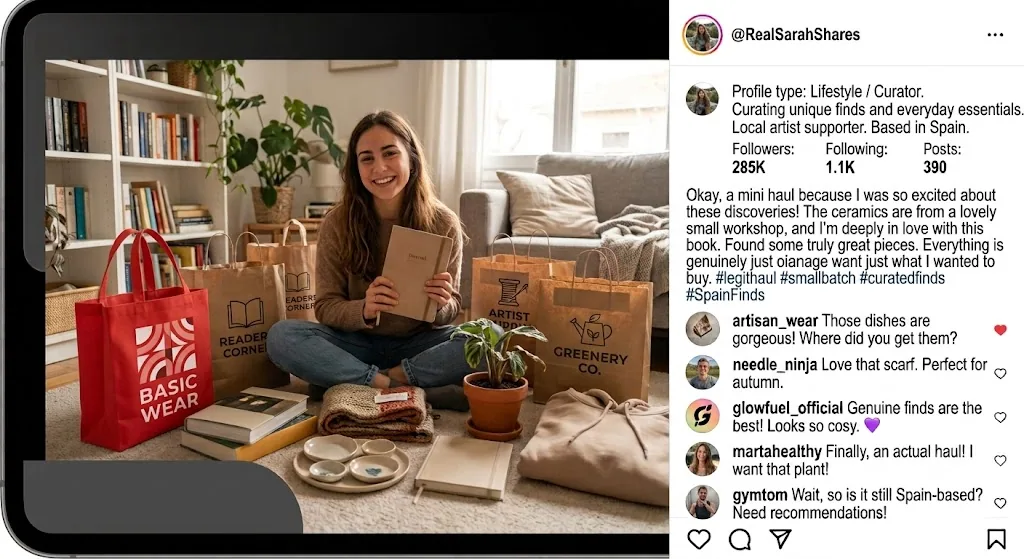 BASIC
WEAR
READER
CORNE
READER
CORNER
ARTIST
GREENERY
CO.
@RealSarahShares
Profile type: Lifestyle / Curator.
Curating unique finds and everyday essentials.
Local artist supporter. Based in Spain.
Followers: Following: Posts:
285K 1.1K 390
Okay, a mini haul because I was so excited about
these discoveries! The ceramics are from a lovely
small workshop, and I'm deeply in love with this
book. Found some truly great pieces. Everything is
genuinely just oianage want just what I wanted to
buy. #legithaul #smallbatch #curatedfinds
#SpainFinds
artisan_wear Those dishes are
gorgeous! Where did you get them?
needle_ninja Love that scarf. Perfect for
autumn.
glowfuel_official Genuine finds are the
best! Looks so cosy. 💜
martahealthy Finally, an actual haul! I
want that plant!
gymtom Wait, so is it still Spain-based?
Need recommendations!